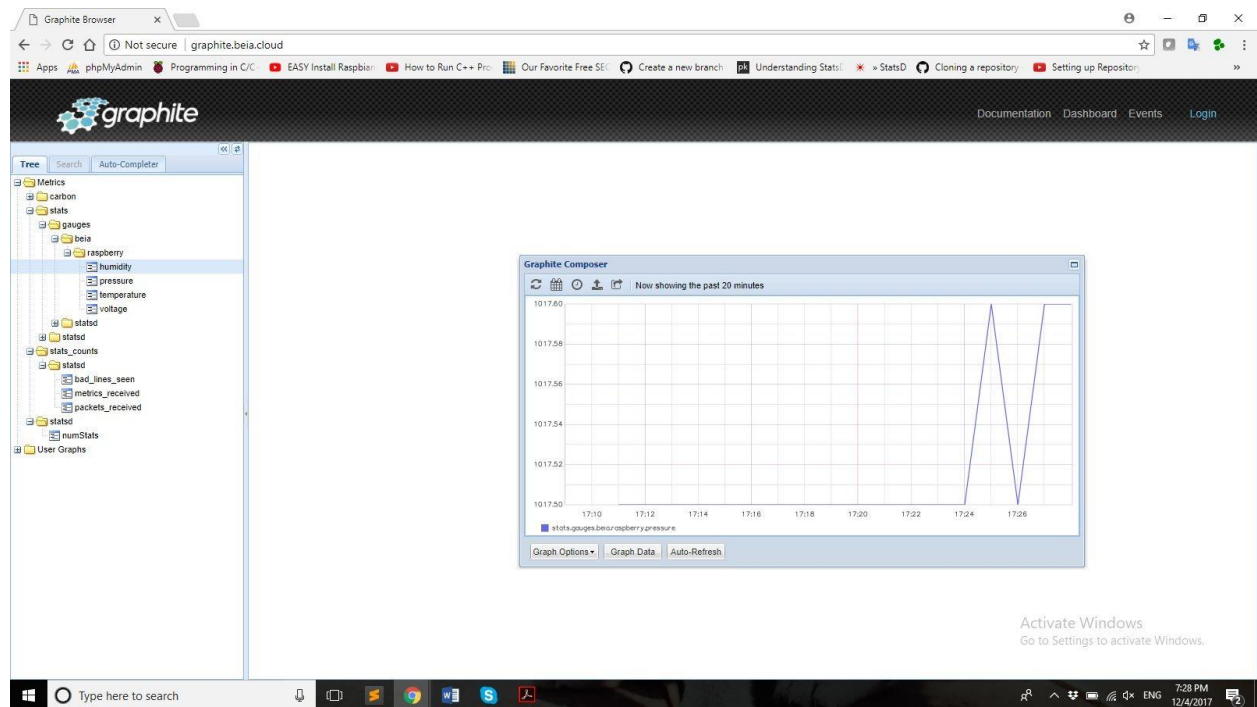 Graphite Browser
Not secure | graphite.beia.cloud
Apps phpMyAdmin Programming in C/C EASY Install Raspbian How to Run C++ Pro Our Favorite Free SEO Create a new branch Understanding StatsD » StatsD Cloning a repository Setting up Repository »
graphite
Documentation Dashboard Events Login
Tree Search Auto-Completer
Metrics
carbon
stats
gauges
beia
raspberry
humidity
pressure
temperature
voltage
statsd
statsd
stats_counts
statsd
bad_lines_seen
metrics_received
packets_received
statsd
numStats
User Graphs
Graphite Composer
Now showing the past 20 minutes
1017.60
1017.58
1017.56
1017.54
1017.52
1017.50
17:10 17:12 17:14 17:16 17:18 17:20 17:22 17:24 17:26
stats.gauges.beia.raspberry.pressure
Graph Options Graph Data Auto-Refresh
Activate Windows
Go to Settings to activate Windows.
Type here to search
ENG
7:28 PM
12/4/2017
2